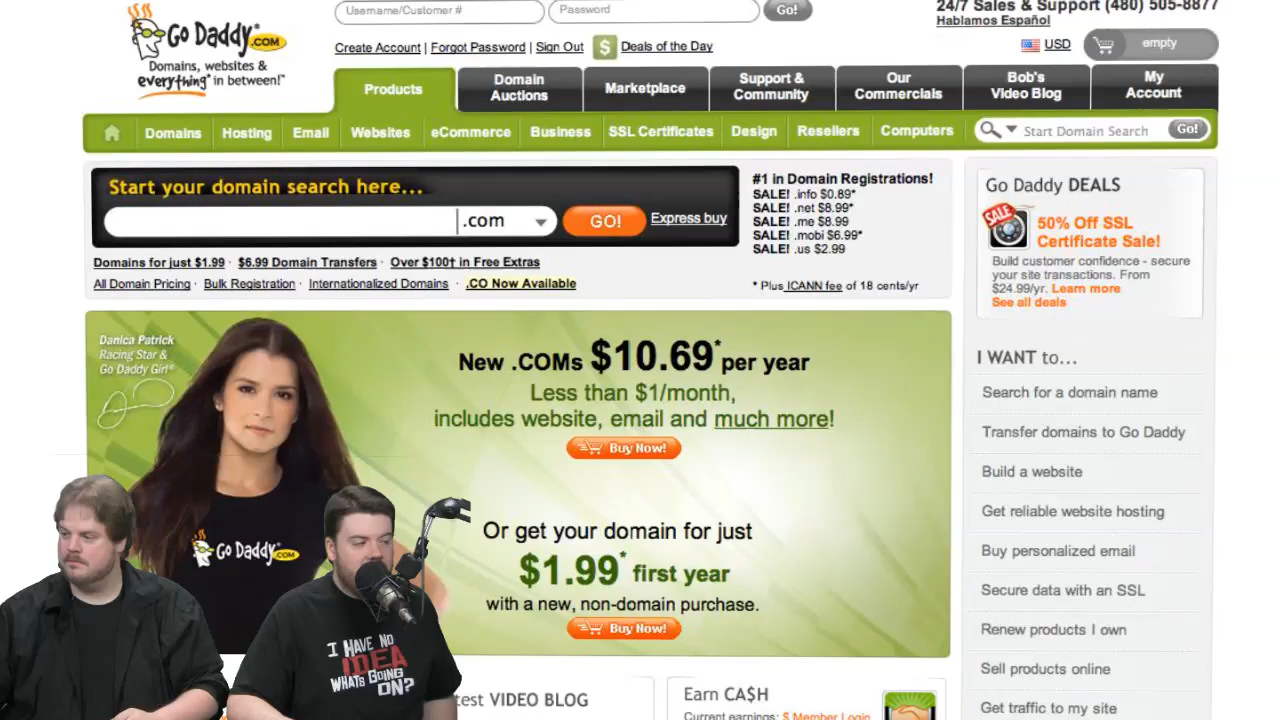 Username/Customer #
Password
Go!
24/7 Sales & Support (480) 505-8877
Hablamos Español
Go Daddy.COM
Domains, websites &
everything* in between!™
Create Account | Forgot Password | Sign Out
$ Deals of the Day
USD
empty
Products
Domain Auctions
Marketplace
Support & Community
Our Commercials
Bob's Video Blog
My Account
Domains Hosting Email Websites eCommerce Business SSL Certificates Design Resellers Computers
Start Domain Search
Go!
Start your domain search here...
.com
GO!
Express buy
Domains for just $1.99 · $6.99 Domain Transfers · Over $100† in Free Extras
All Domain Pricing · Bulk Registration · Internationalized Domains · .CO Now Available
#1 in Domain Registrations!
SALE! .info $0.89*
SALE! .net $8.99*
SALE! .me $8.99
SALE! .mobi $6.99*
SALE! .us $2.99
* Plus ICANN fee of 18 cents/yr
Go Daddy DEALS
SALE
50% Off SSL
Certificate Sale!
Build customer confidence - secure
your site transactions. From
$24.99/yr. Learn more
See all deals
Danica Patrick
Racing Star &
Go Daddy Girl®
New .COMs $10.69* per year
Less than $1/month,
includes website, email and much more!
Buy Now!
Or get your domain for just
$1.99* first year
with a new, non-domain purchase.
Buy Now!
Go Daddy.COM
I HAVE NO
IDEA
WHATS GOING
ON?
I WANT to...
Search for a domain name
Transfer domains to Go Daddy
Build a website
Get reliable website hosting
Buy personalized email
Secure data with an SSL
Renew products I own
Sell products online
Get traffic to my site
VIDEO BLOG
Earn CA$H
Current earnings: $ Member Login